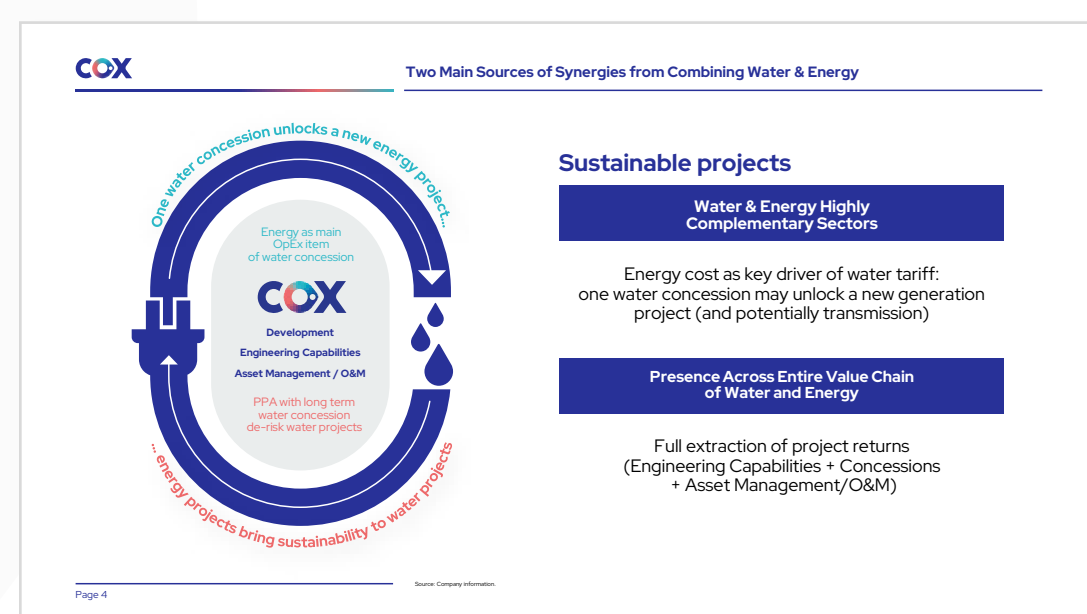 COX
Two Main Sources of Synergies from Combining Water & Energy
One water concession unlocks a new energy project...
Energy as main
OpEx item
of water concession
COX
Development
Engineering Capabilities
Asset Management / O&M
PPA with long term
water concession
de-risk water projects
... energy projects bring sustainability to water projects
Sustainable projects
Water & Energy Highly
Complementary Sectors
Energy cost as key driver of water tariff:
one water concession may unlock a new generation
project (and potentially transmission)
Presence Across Entire Value Chain
of Water and Energy
Full extraction of project returns
(Engineering Capabilities + Concessions
+ Asset Management/O&M)
Source: Company information.
Page 4